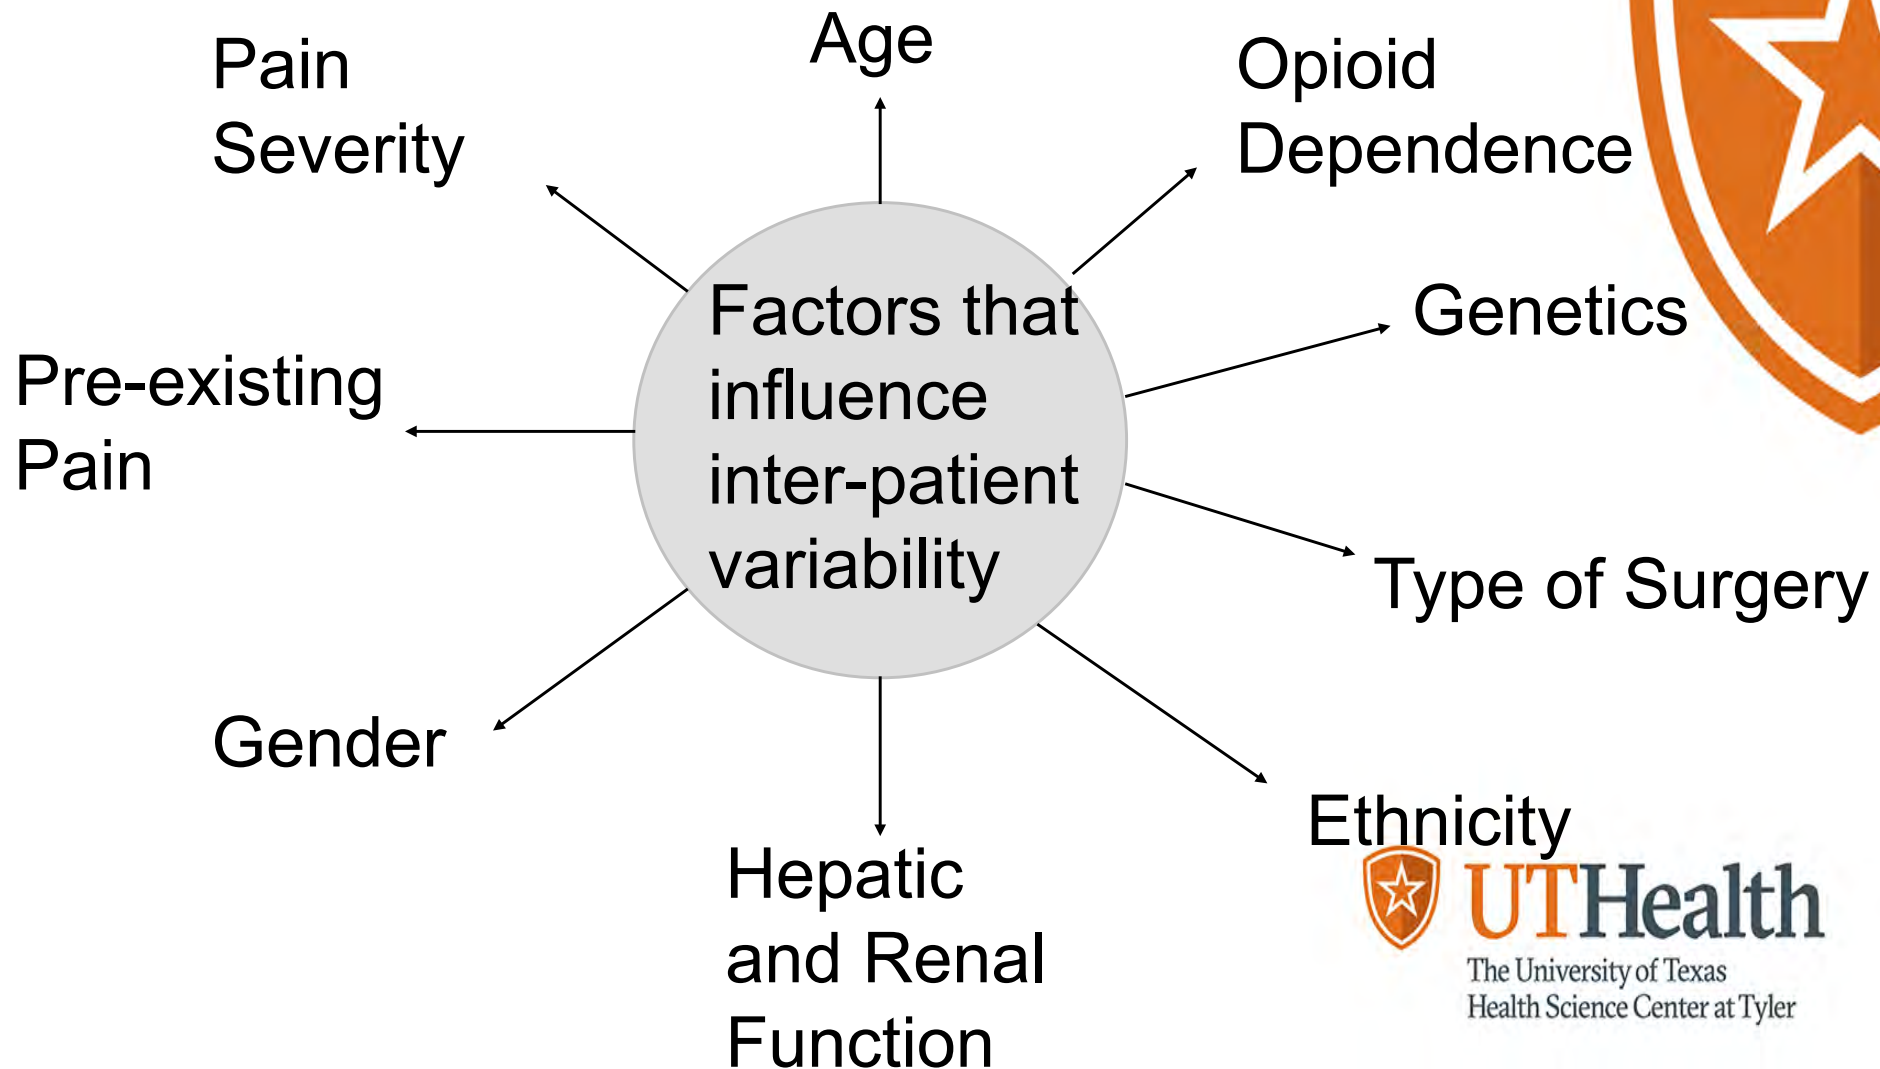 Age
Pain
Severity
Opioid
Dependence
Factors that
influence
inter-patient
variability
Genetics
Pre-existing
Pain
Type of Surgery
Gender
Ethnicity
Hepatic
and Renal
Function
UTHealth
The University of Texas
Health Science Center at Tyler